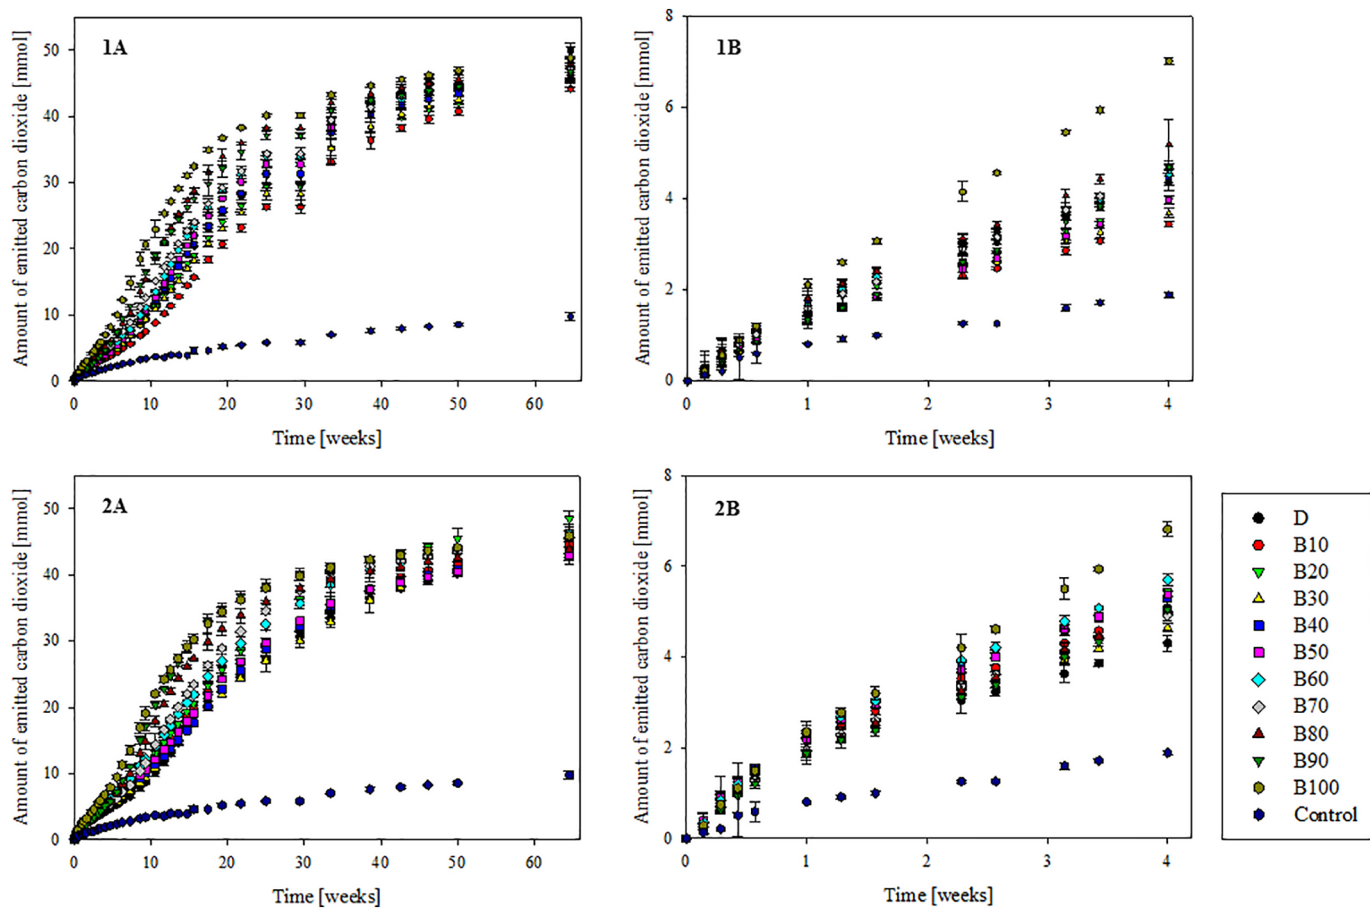 1A
Amount of emitted carbon dioxide [mmol]
50
40
30
20
10
0
0 10 20 30 40 50 60
Time [weeks]
1B
Amount of emitted carbon dioxide [mmol]
8
6
4
2
0
0 1 2 3 4
Time [weeks]
2A
Amount of emitted carbon dioxide [mmol]
50
40
30
20
10
0
0 10 20 30 40 50 60
Time [weeks]
2B
Amount of emitted carbon dioxide [mmol]
8
6
4
2
0
0 1 2 3 4
Time [weeks]
D
B10
B20
B30
B40
B50
B60
B70
B80
B90
B100
Control